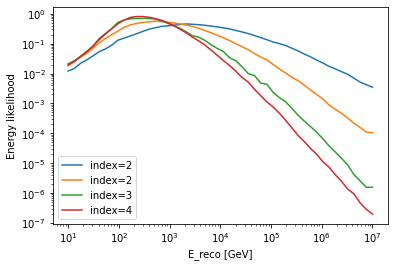 10⁰
10⁻¹
10⁻²
10⁻³
10⁻⁴
10⁻⁵
10⁻⁶
10⁻⁷
Energy likelihood
index=2
index=2
index=3
index=4
10¹ 10² 10³ 10⁴ 10⁵ 10⁶ 10⁷
E_reco [GeV]